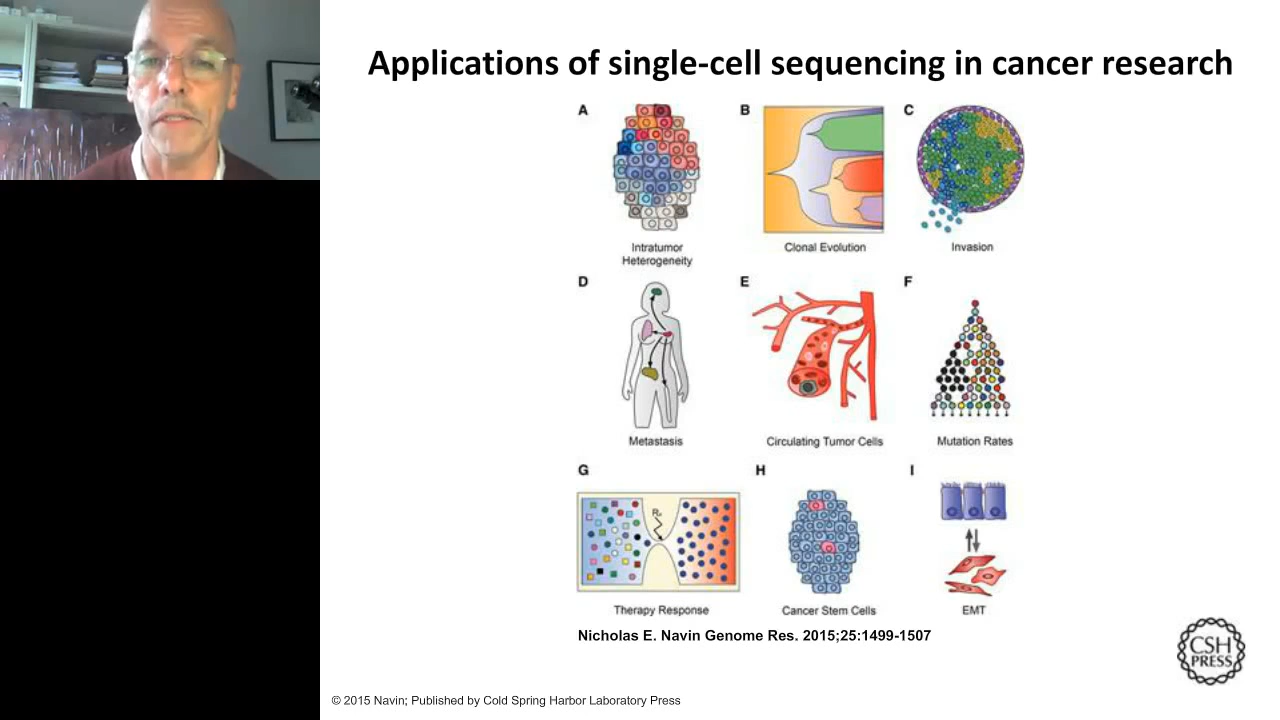 Applications of single-cell sequencing in cancer research
A
B
C
Intratumor
Heterogeneity
Clonal Evolution
Invasion
D
E
F
Metastasis
Circulating Tumor Cells
Mutation Rates
G
H
I
Rx
Therapy Response
Cancer Stem Cells
EMT
Nicholas E. Navin Genome Res. 2015;25:1499-1507
CSH
PRESS
© 2015 Navin; Published by Cold Spring Harbor Laboratory Press